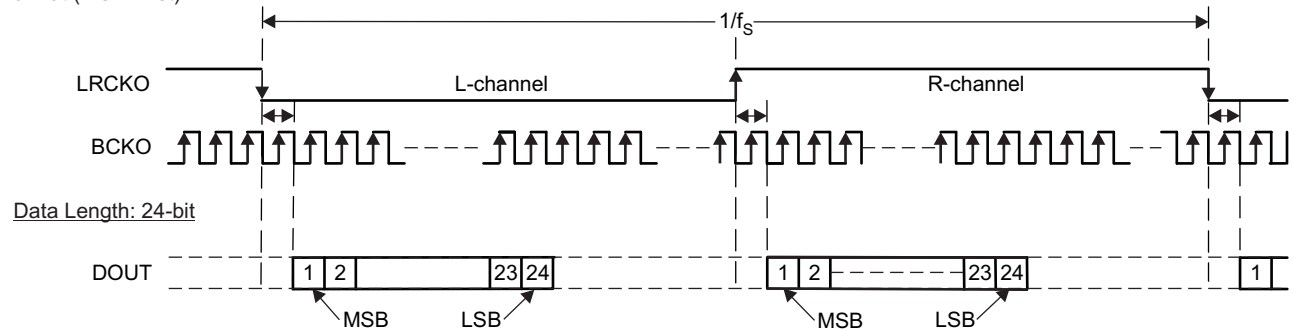 1/fS
LRCKO
L-channel
R-channel
BCKO
Data Length: 24-bit
DOUT
1 2 23 24 1 2 23 24 1
MSB LSB MSB LSB